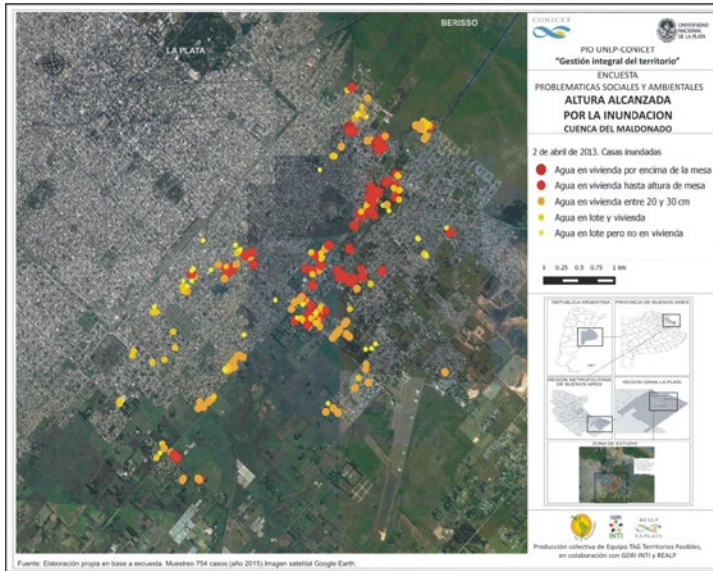 BERISSO
LA PLATA
CONICET
UNIVERSIDAD
NACIONAL
DE LA PLATA
PIO UNLP-CONICET
"Gestión integral del territorio"
ENCUESTA
PROBLEMATICAS SOCIALES Y AMBIENTALES
ALTURA ALCANZADA
POR LA INUNDACION
CUENCA DEL MALDONADO
2 de abril de 2013. Casas inundadas
Agua en vivienda por encima de la mesa
Agua en vivienda hasta altura de mesa
Agua en vivienda entre 20 y 30 cm
Agua en lote y vivienda
Agua en lote pero no en vivienda
0 0.25 0.5 0.75 1 km
REPUBLICA ARGENTINA
PROVINCIA DE BUENOS AIRES
REGION METROPOLITANA
DE BUENOS AIRES
REGION GRAN LA PLATA
ZONA DE ESTUDIO
GDRI
INTI
REALP
LA PLATA
Producción colectiva de Equipo TAG Territorios Posibles,
en colaboración con GDRI INTI y REALP
Fuente: Elaboración propia en base a encuesta. Muestreo 754 casos (año 2015).Imagen satelital Google Earth.